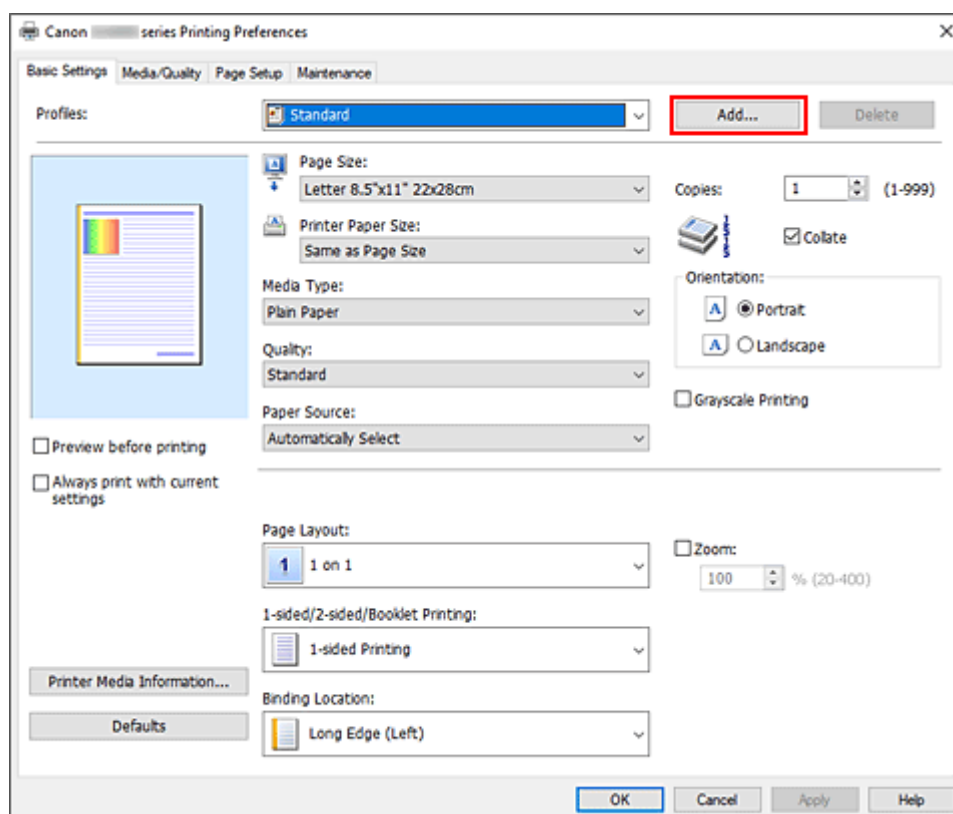 Canon series Printing Preferences
Basic Settings Media/Quality Page Setup Maintenance
Profiles: Standard Add... Delete
Page Size:
Letter 8.5"x11" 22x28cm
Copies: 1 (1-999)
Printer Paper Size:
Same as Page Size
Collate
Media Type:
Plain Paper
Orientation:
A Portrait
A Landscape
Quality:
Standard
Grayscale Printing
Paper Source:
Automatically Select
Preview before printing
Always print with current
settings
Page Layout:
1 1 on 1
Zoom:
100 % (20-400)
1-sided/2-sided/Booklet Printing:
1-sided Printing
Printer Media Information...
Binding Location:
Defaults
Long Edge (Left)
OK Cancel Apply Help